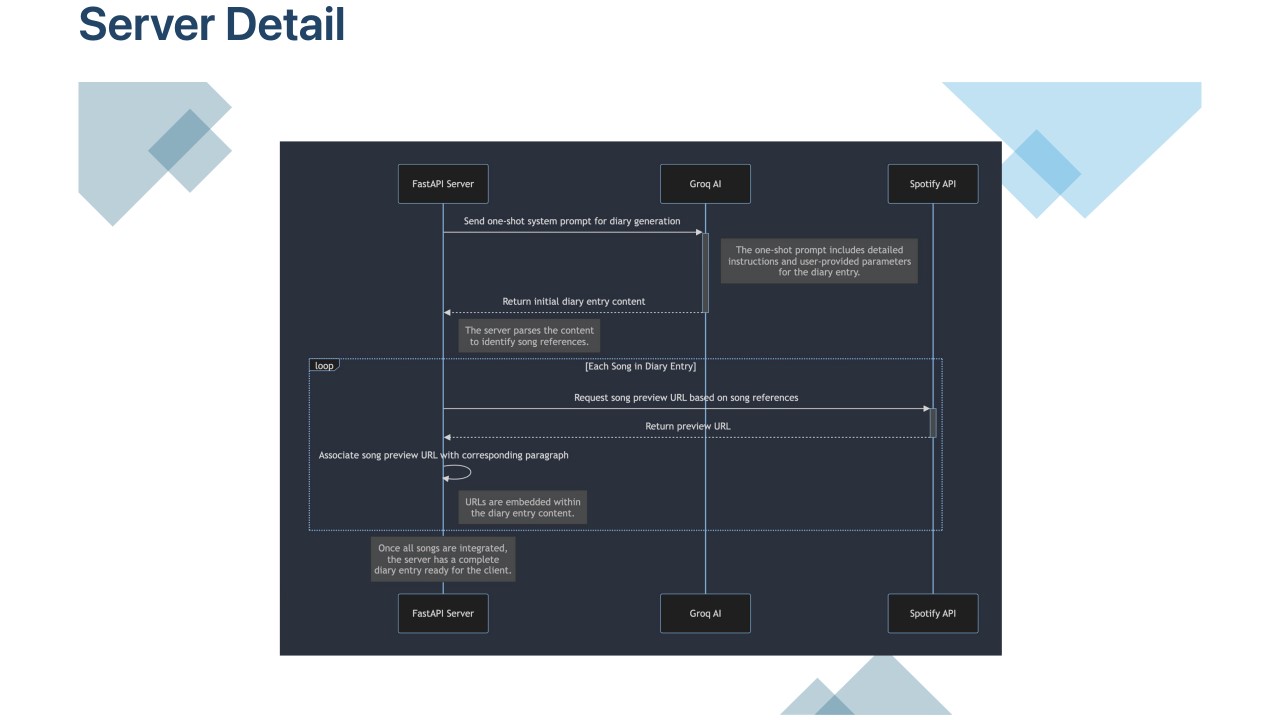 Server Detail
FastAPI Server
Groq AI
Spotify API
Send one-shot system prompt for diary generation
The one-shot prompt includes detailed
instructions and user-provided parameters
for the diary entry.
Return initial diary entry content
The server parses the content
to identify song references.
loop
[Each Song in Diary Entry]
Request song preview URL based on song references
Return preview URL
Associate song preview URL with corresponding paragraph
URLs are embedded within
the diary entry content.
Once all songs are integrated,
the server has a complete
diary entry ready for the client.
FastAPI Server
Groq AI
Spotify API